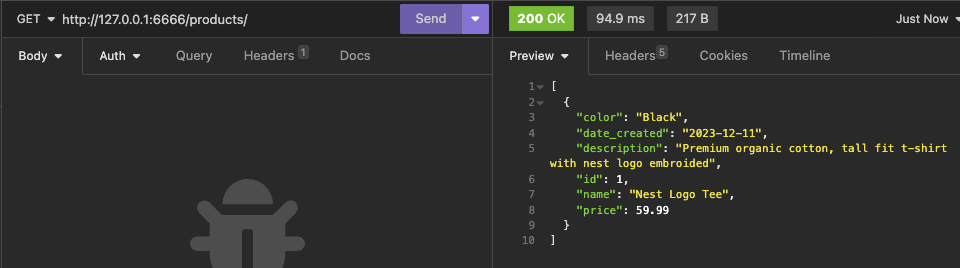 GET http://127.0.0.1:6666/products/ Send 200 OK 94.9 ms 217 B Just Now
Body Auth Query Headers 1 Docs Preview Headers 5 Cookies Timeline
1 [
2 {
3 "color": "Black",
4 "date_created": "2023-12-11",
5 "description": "Premium organic cotton, tall fit t-shirt
with nest logo embroided",
6 "id": 1,
7 "name": "Nest Logo Tee",
8 "price": 59.99
9 }
10 ]